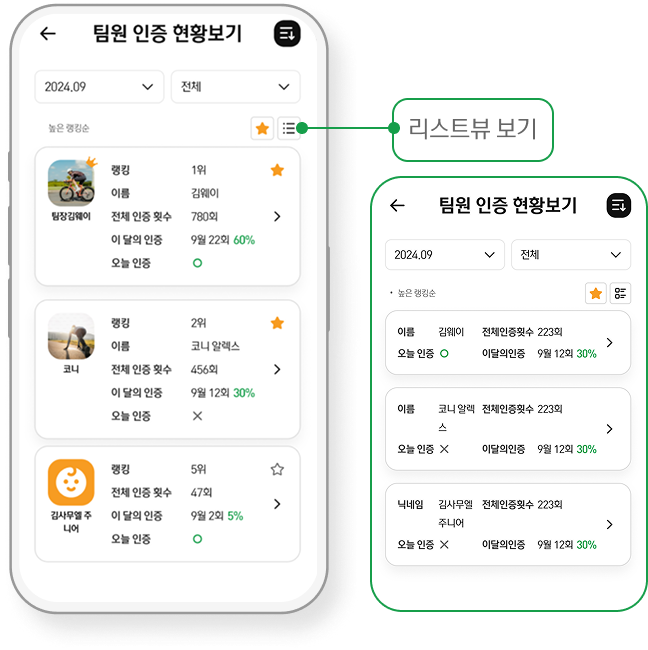 팀원 인증 현황보기
2024.09
전체
높은 랭킹순
팀장김웨이
랭킹 1위
이름 김웨이
전체 인증 횟수 780회
이 달의 인증 9월 22회 60%
오늘 인증
코니
랭킹 2위
이름 코니 알렉스
전체 인증 횟수 456회
이 달의 인증 9월 12회 30%
오늘 인증
김사무엘 주
니어
랭킹 5위
이름
전체 인증 횟수 47회
이 달의 인증 9월 2회 5%
오늘 인증
리스트뷰 보기
팀원 인증 현황보기
2024.09
전체
• 높은 랭킹순
이름 김웨이 전체인증횟수 223회
오늘 인증 이달의인증 9월 12회 30%
이름 코니 알렉 전체인증횟수 223회
스
오늘 인증 이달의인증 9월 12회 30%
닉네임 김사무엘 전체인증횟수 223회
주니어
오늘 인증 이달의인증 9월 12회 30%